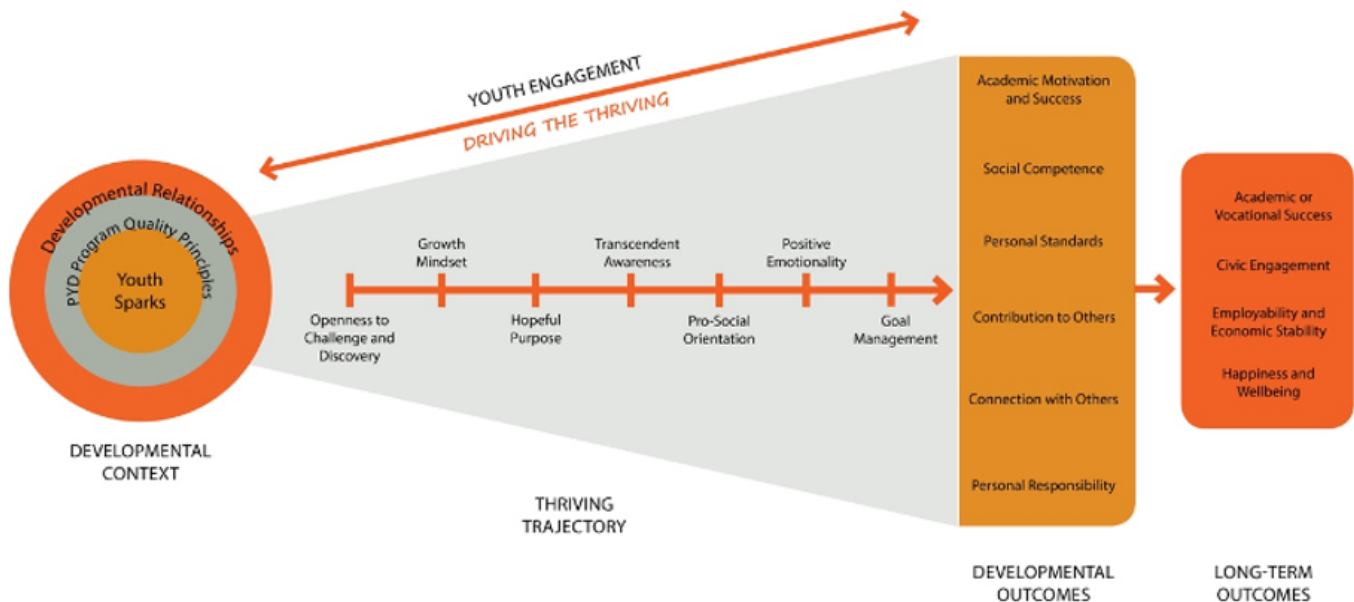 YOUTH ENGAGEMENT
DRIVING THE THRIVING
Developmental Relationships
PYD Program Quality Principles
Youth
Sparks
DEVELOPMENTAL
CONTEXT
Openness to
Challenge and
Discovery
Growth
Mindset
Hopeful
Purpose
Transcendent
Awareness
Pro-Social
Orientation
Positive
Emotionality
Goal
Management
THRIVING
TRAJECTORY
Academic Motivation
and Success
Social Competence
Personal Standards
Contribution to Others
Connection with Others
Personal Responsibility
DEVELOPMENTAL
OUTCOMES
Academic or
Vocational Success
Civic Engagement
Employability and
Economic Stability
Happiness and
Wellbeing
LONG-TERM
OUTCOMES